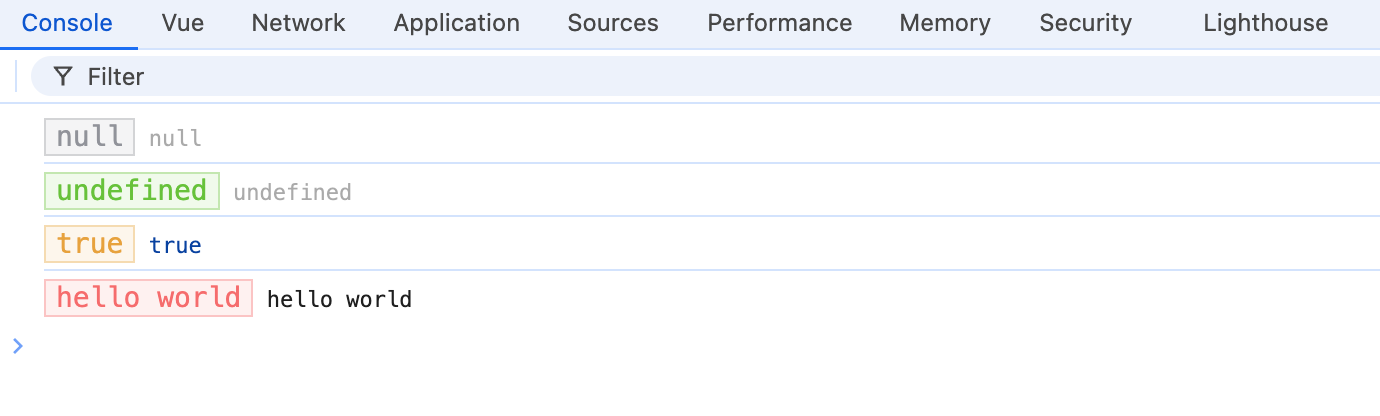 Console Vue Network Application Sources Performance Memory Security Lighthouse
Filter
null null
undefined undefined
true true
hello world hello world